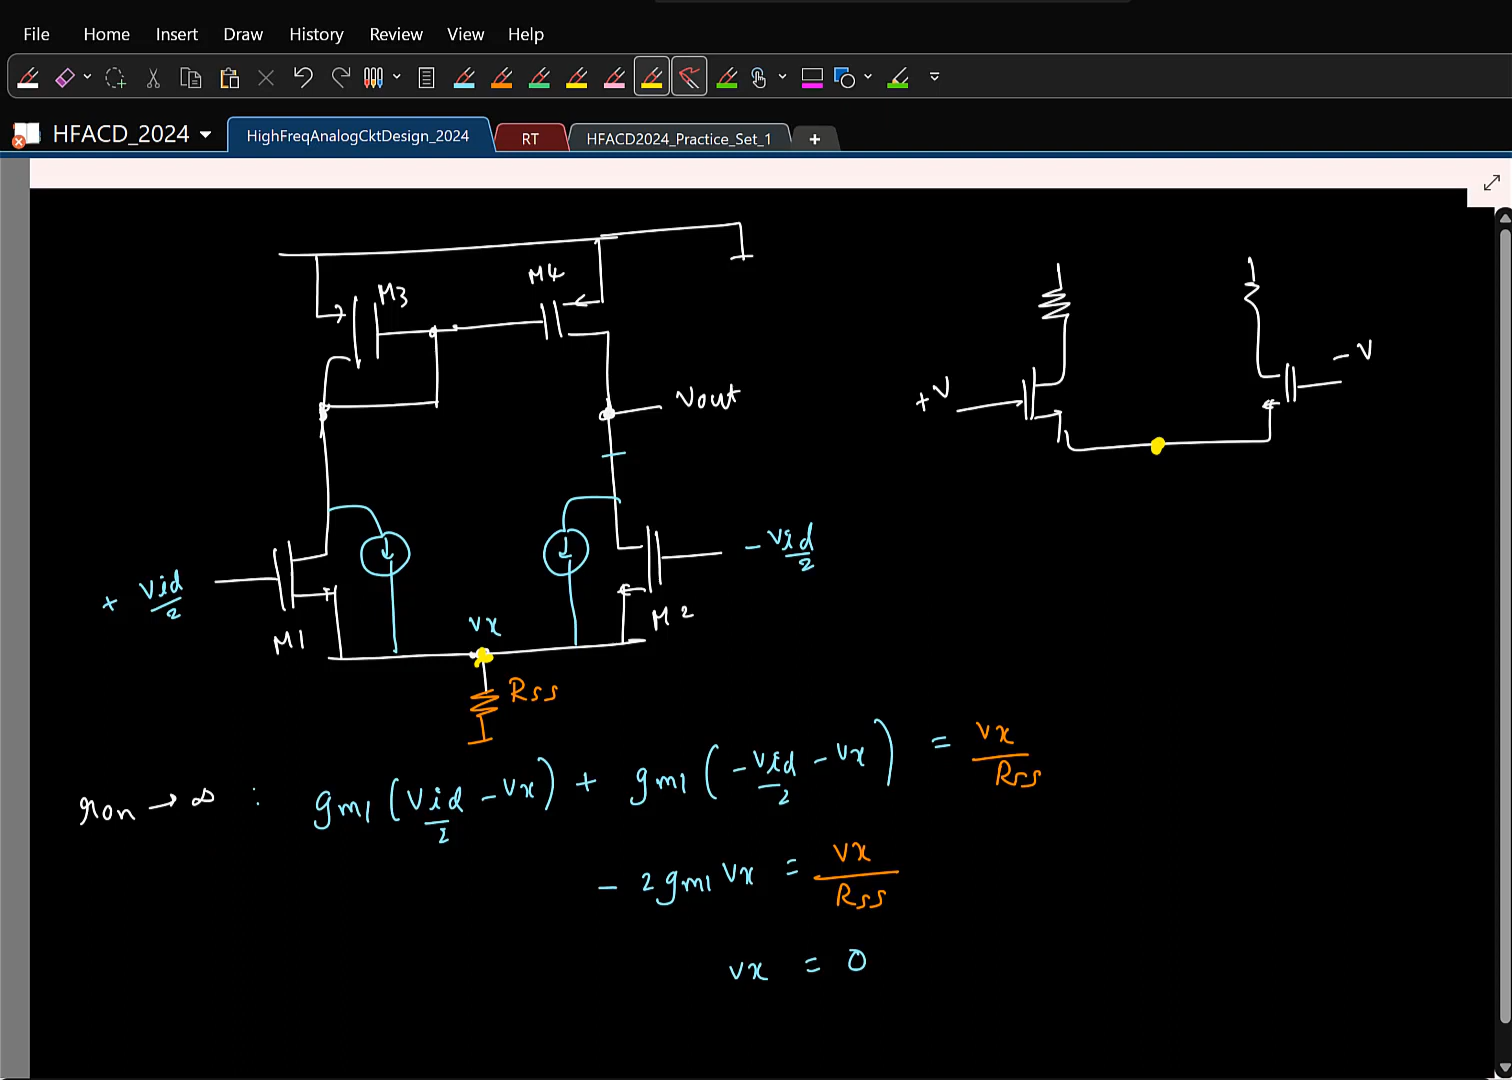 File Home Insert Draw History Review View Help
HFACD_2024 HighFreqAnalogCktDesign_2024 RT HFACD2024_Practice_Set_1 +
M4
M3
Vout
+V
-V
+ Vid/2
- Vid/2
M1
Vx
M2
Rss
ron → ∞ : gm1 (Vid/2 - Vx) + gm1 (-Vid/2 - Vx) = Vx/Rss
- 2gm1 Vx = Vx/Rss
Vx = 0